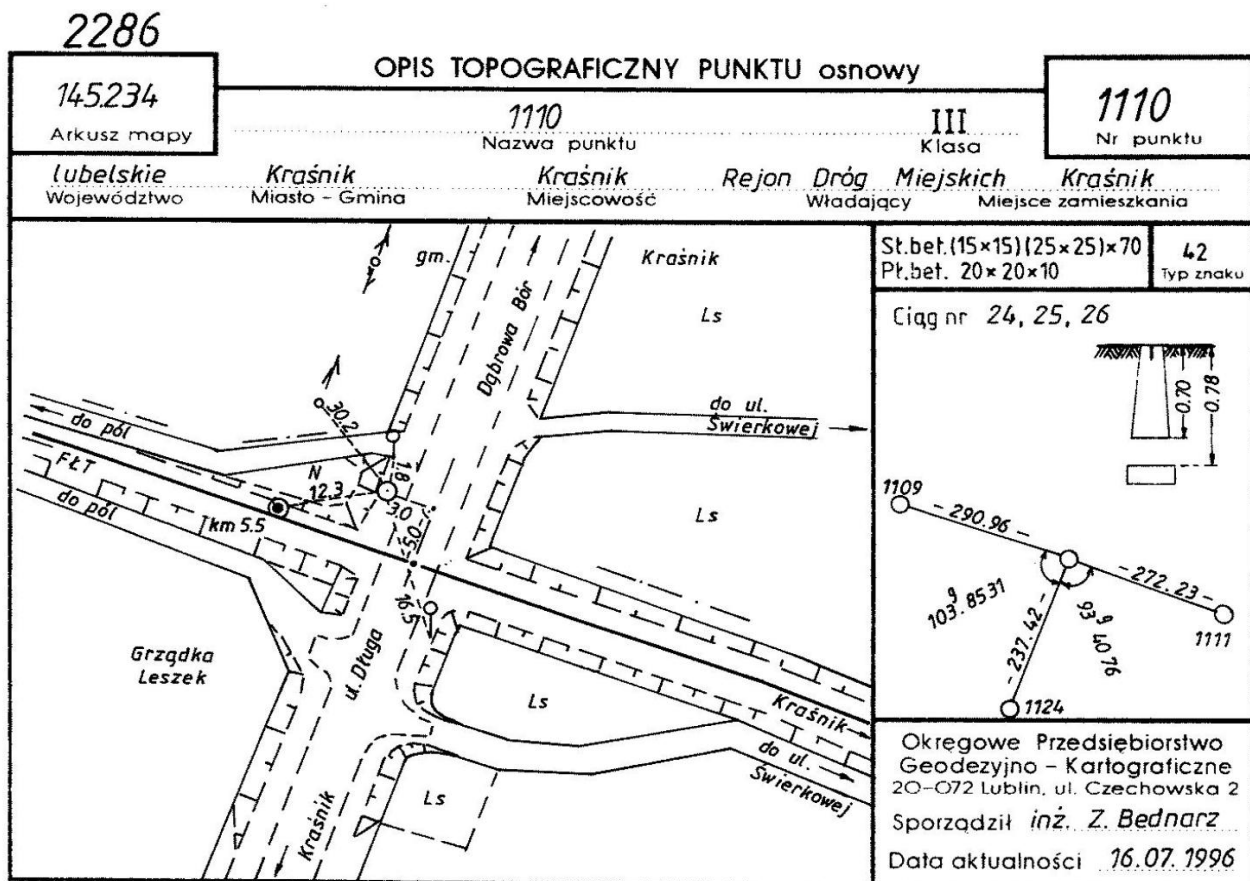 2286
OPIS TOPOGRAFICZNY PUNKTU osnowy
145.234
Arkusz mapy
1110
Nazwa punktu
III
Klasa
1110
Nr punktu
lubelskie Kraśnik Kraśnik Rejon Dróg Miejskich Kraśnik
Województwo Miasto – Gmina Miejscowość Władający Miejsce zamieszkania
gm. Kraśnik
Ls
Dąbrowa Bór
do ul.
Świerkowej
do pól
30.2
1.8
FŁT
N
12.3
3.0
do pól
km 5.5
5.0
Ls
16.5
Grządka
Leszek
ul. Długa
Ls
Kraśnik
do ul.
Świerkowej
Ls
Kraśnik
St.bet.(15×15)(25×25)×70
Pł.bet. 20×20×10
42
Typ znaku
Ciąg nr 24, 25, 26
0.70
0.78
1109
- 290.96 -
- 272.23 -
103.g8531
- 237.42 -
93g4076
1111
1124
Okręgowe Przedsiębiorstwo
Geodezyjno – Kartograficzne
20-072 Lublin, ul. Czechowska 2
Sporządził inż. Z. Bednarz
Data aktualności 16.07.1996